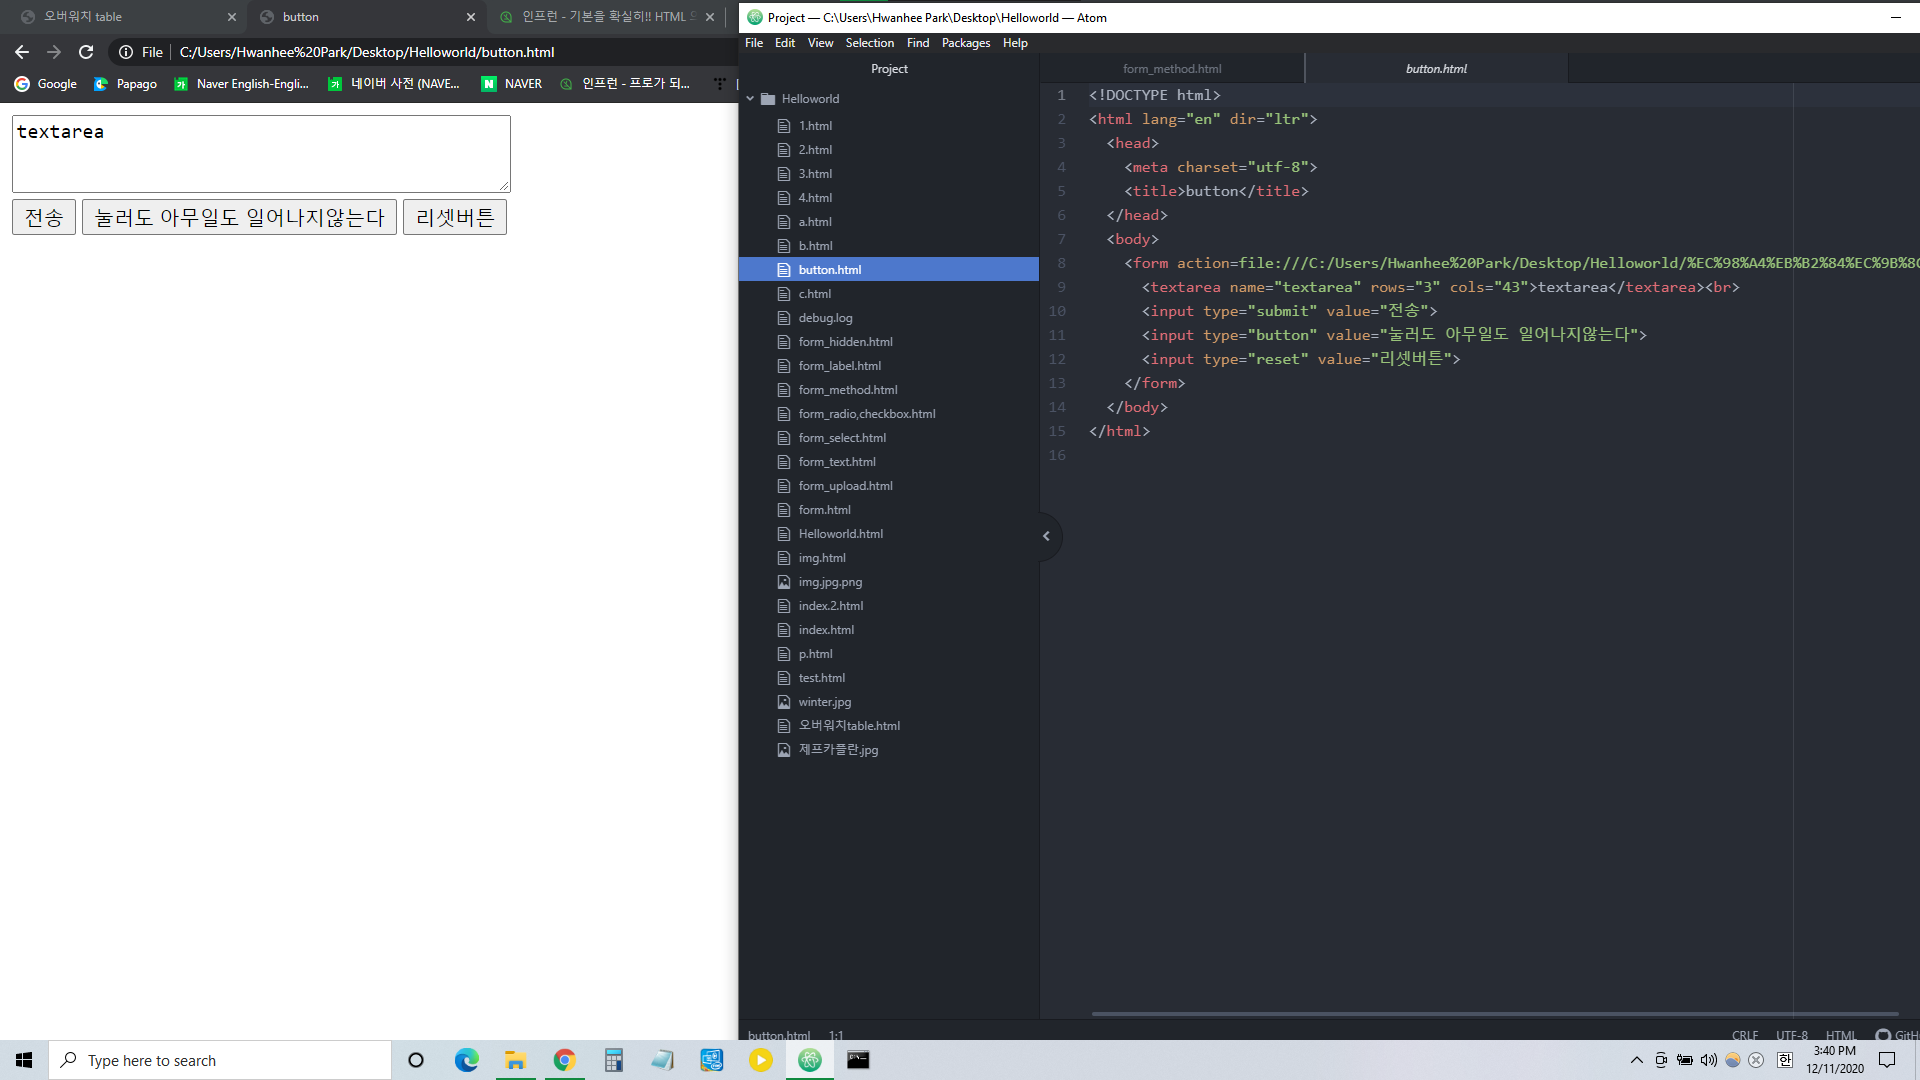 오버워치 table
button
인프런 - 기본을 확실히!! HTML
File
C:/Users/Hwanhee%20Park/Desktop/Helloworld/button.html
Google
Papago
Naver English-Engli...
네이버 사전 (NAVE...
NAVER
인프런 - 프로가 되...
textarea
전송
눌러도 아무일도 일어나지않는다
리셋버튼
Project — C:\Users\Hwanhee Park\Desktop\Helloworld — Atom
File Edit View Selection Find Packages Help
Project
Helloworld
1.html
2.html
3.html
4.html
a.html
b.html
button.html
c.html
debug.log
form_hidden.html
form_label.html
form_method.html
form_radio,checkbox.html
form_select.html
form_text.html
form_upload.html
form.html
Helloworld.html
img.html
img.jpg.png
index.2.html
index.html
p.html
test.html
winter.jpg
오버워치table.html
제프카플란.jpg
form_method.html
button.html
1 <!DOCTYPE html>
2 <html lang="en" dir="ltr">
3 <head>
4 <meta charset="utf-8">
5 <title>button</title>
6 </head>
7 <body>
8 <form action=file:///C:/Users/Hwanhee%20Park/Desktop/Helloworld/%EC%98%A4%EB%B2%84%EC%9B%8C
9 <textarea name="textarea" rows="3" cols="43">textarea</textarea><br>
10 <input type="submit" value="전송">
11 <input type="button" value="눌러도 아무일도 일어나지않는다">
12 <input type="reset" value="리셋버튼">
13 </form>
14 </body>
15 </html>
16
button.html 1:1
CRLF UTF-8 HTML GitH
Type here to search
한
3:40 PM
12/11/2020